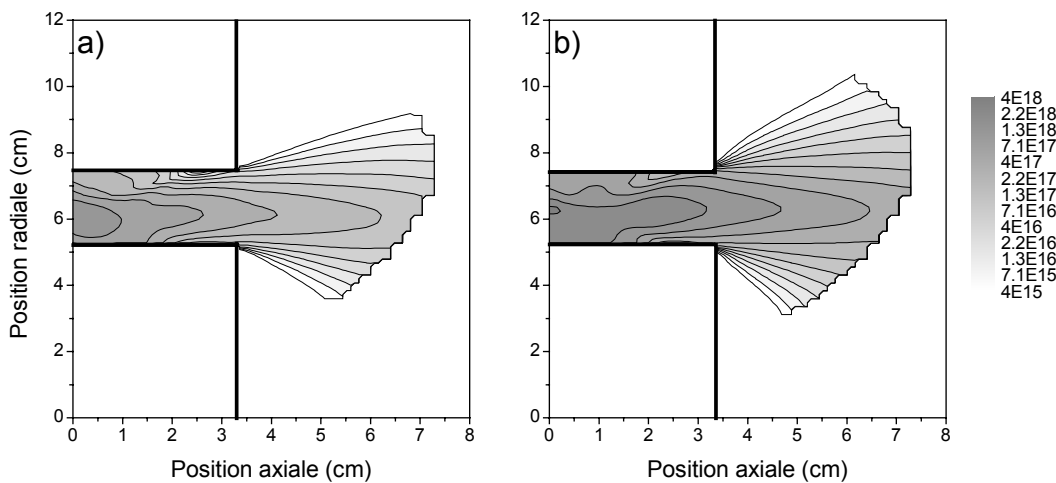 a)
12
10
8
6
4
2
0
0 1 2 3 4 5 6 7 8
Position radiale (cm)
Position axiale (cm)
b)
12
10
8
6
4
2
0
0 1 2 3 4 5 6 7 8
Position axiale (cm)
4E18
2.2E18
1.3E18
7.1E17
4E17
2.2E17
1.3E17
7.1E16
4E16
2.2E16
1.3E16
7.1E15
4E15